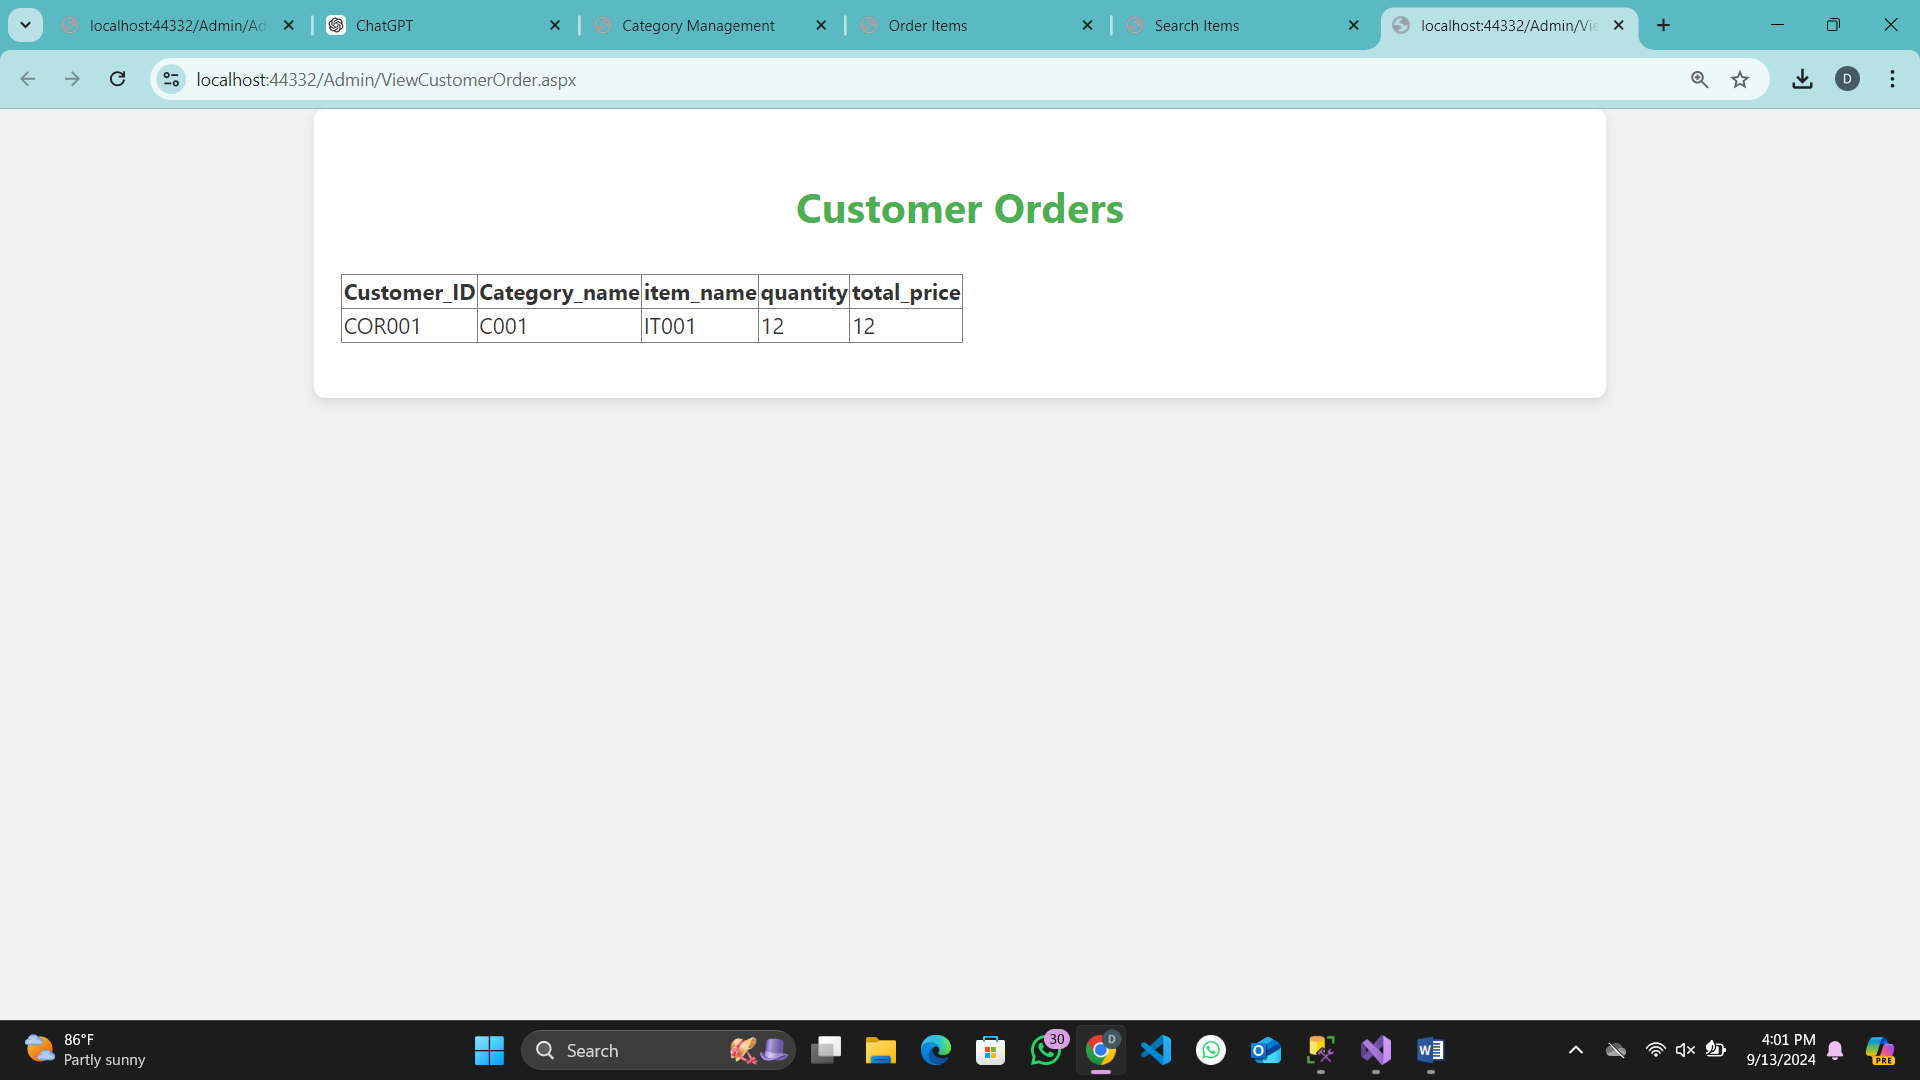 localhost:44332/Admin/Ad
ChatGPT
Category Management
Order Items
Search Items
localhost:44332/Admin/Vie
localhost:44332/Admin/ViewCustomerOrder.aspx
D
Customer Orders
Customer_ID Category_name item_name quantity total_price
COR001 C001 IT001 12 12
86°F
Partly sunny
Search
30
D
4:01 PM
9/13/2024
PRE